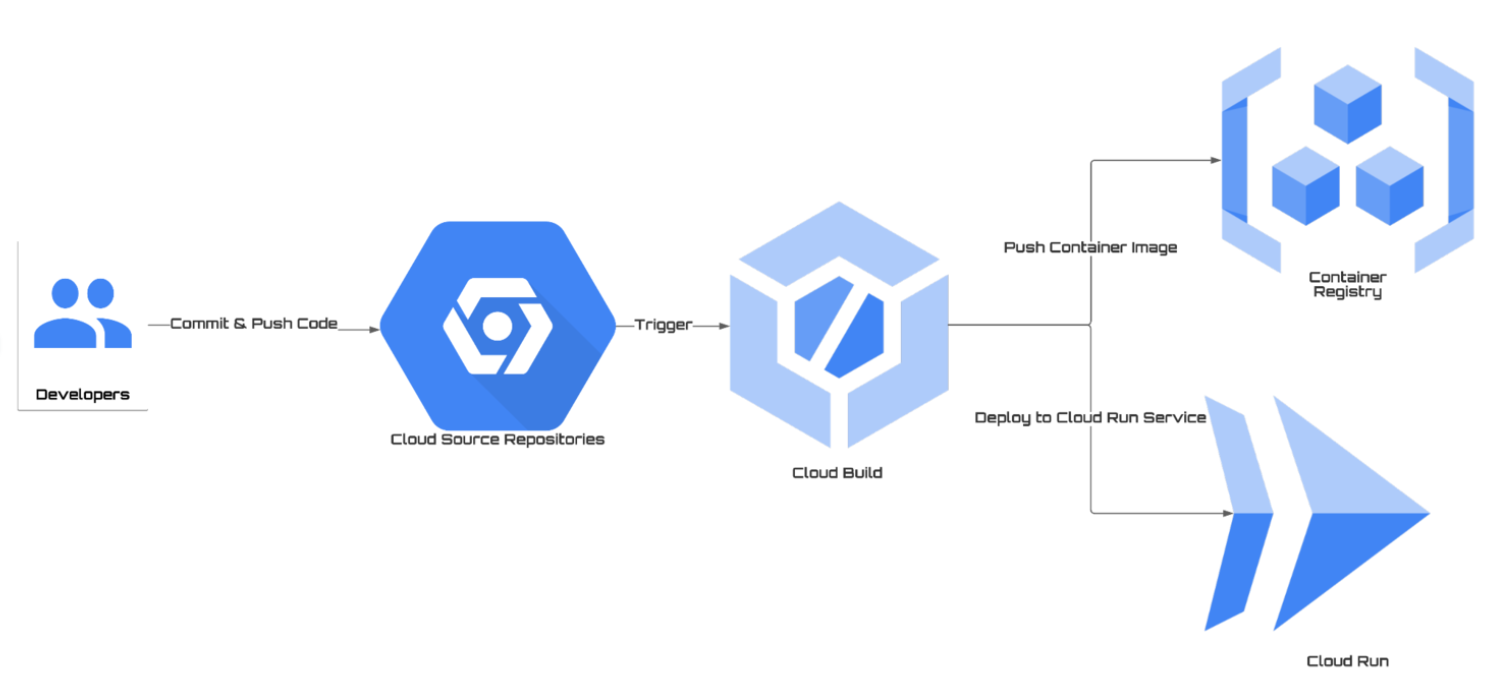 Developers
Commit & Push Code
Cloud Source Repositories
Trigger
Cloud Build
Push Container Image
Container
Registry
Deploy to Cloud Run Service
Cloud Run